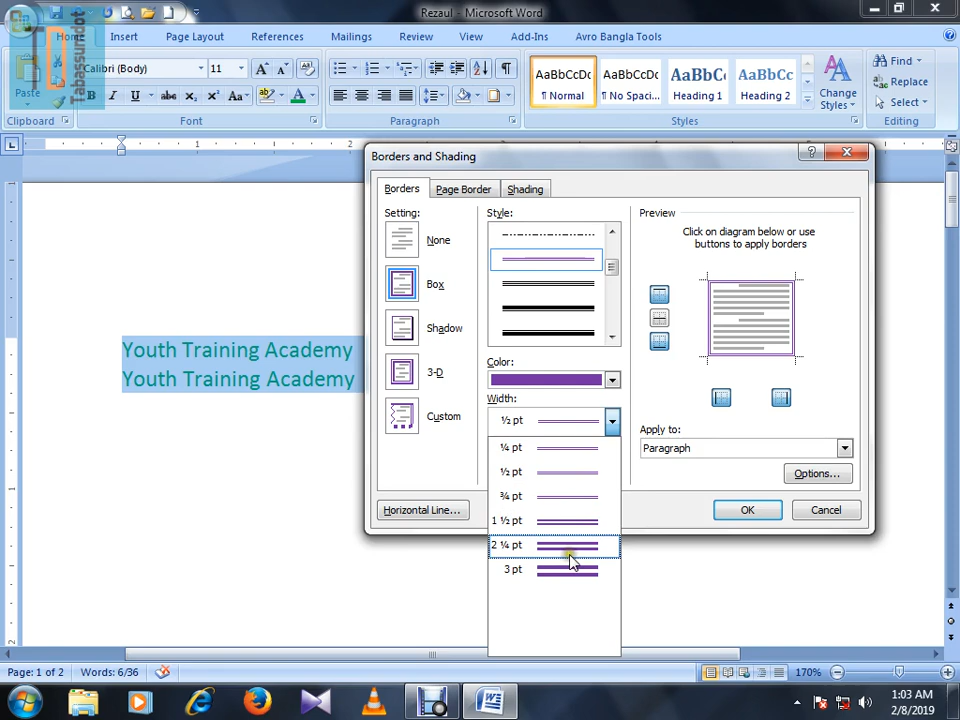 Rezaul - Microsoft Word
Home Insert Page Layout References Mailings Review View Add-Ins Avro Bangla Tools
Tabassundot
Paste
Calibri (Body) 11
B I U abc X₂ X² Aa A
AaBbCcDc AaBbCcDc AaBbC AaBbCc
¶ Normal ¶ No Spaci... Heading 1 Heading 2
Change Styles
Find
Replace
Select
Clipboard Font Paragraph Styles Editing
Borders and Shading
Borders Page Border Shading
Setting:
None
Box
Shadow
3-D
Custom
Horizontal Line...
Style:
Color:
Width:
½ pt
¼ pt
½ pt
¾ pt
1 ½ pt
2 ¼ pt
3 pt
Preview
Click on diagram below or use
buttons to apply borders
Apply to:
Paragraph
Options...
OK Cancel
Youth Training Academy
Youth Training Academy
Page: 1 of 2 Words: 6/36 170%
1:03 AM
2/8/2019